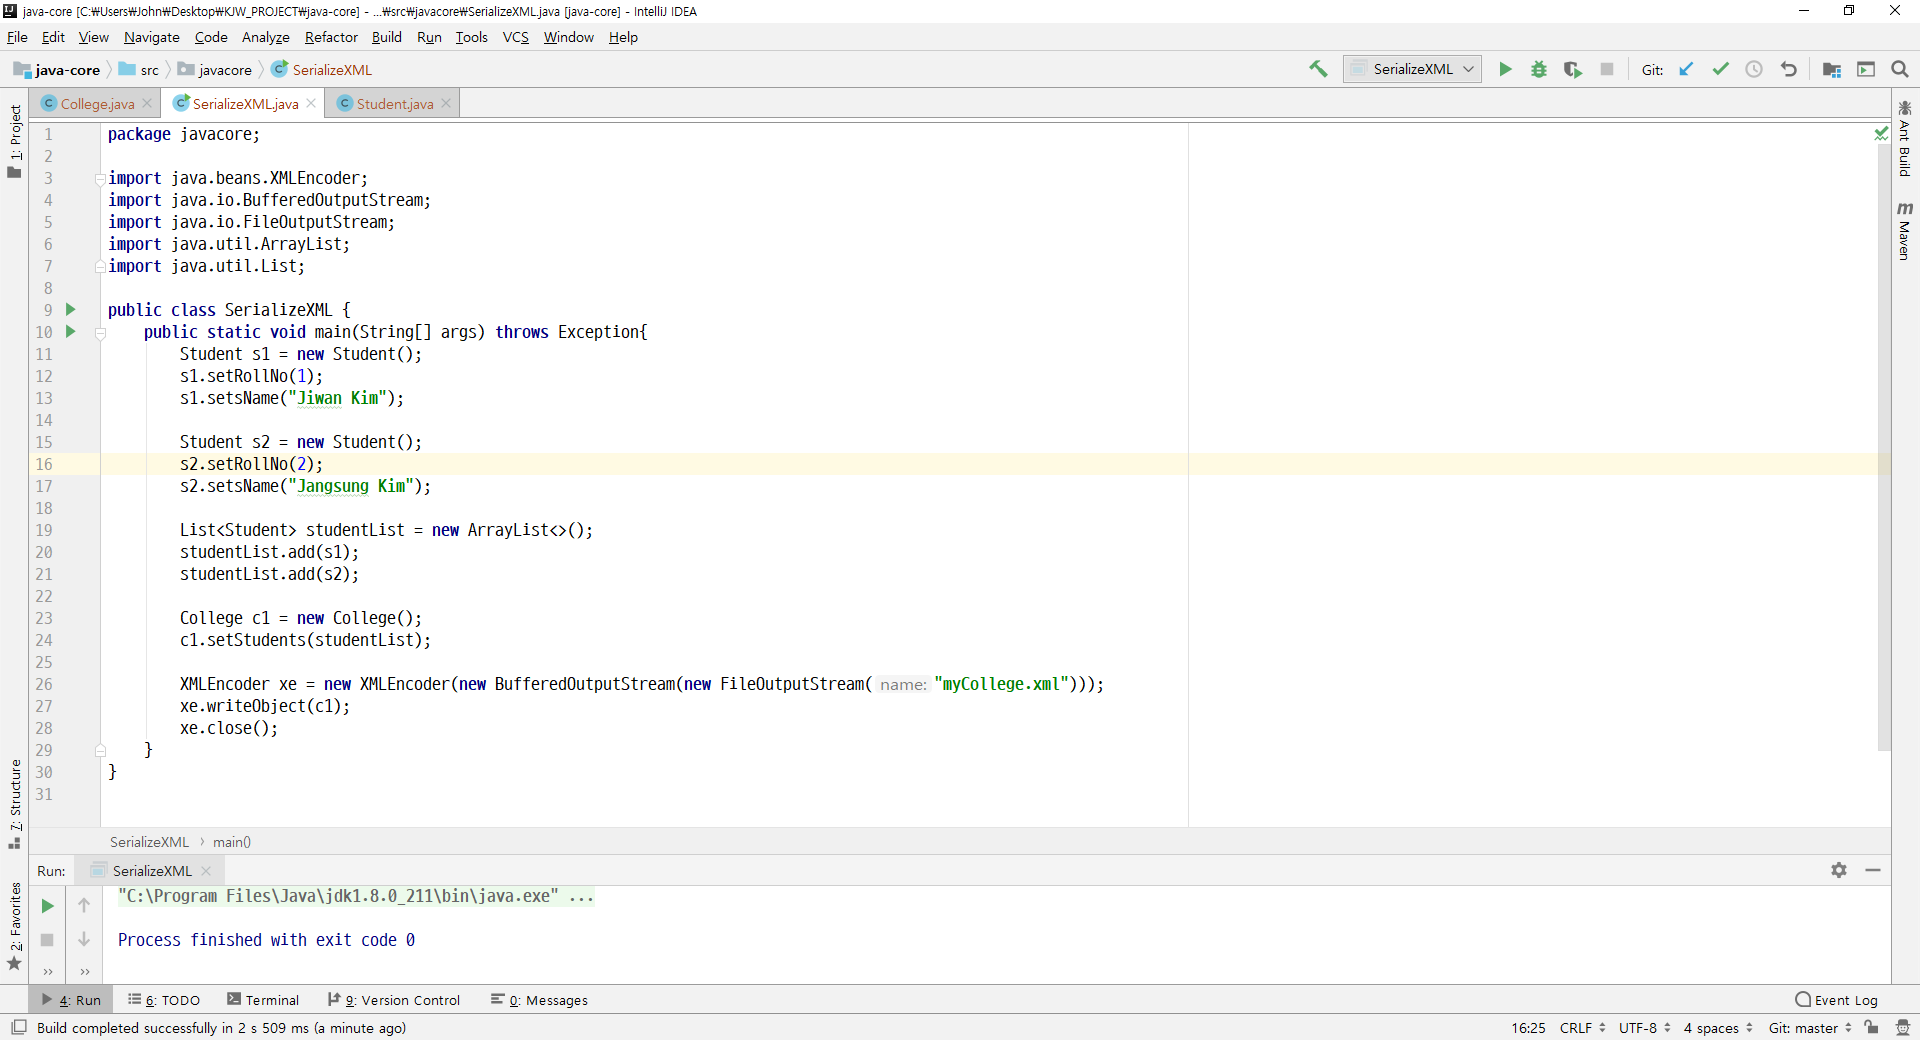 java-core [C:₩Users₩John₩Desktop₩KJW_PROJECT₩java-core] - ...₩src₩javacore₩SerializeXML.java [java-core] - IntelliJ IDEA
File Edit View Navigate Code Analyze Refactor Build Run Tools VCS Window Help
java-core src javacore SerializeXML SerializeXML Git:
College.java SerializeXML.java Student.java
1: Project
7: Structure
2: Favorites
Ant Build
Maven
1 package javacore;
2
3 import java.beans.XMLEncoder;
4 import java.io.BufferedOutputStream;
5 import java.io.FileOutputStream;
6 import java.util.ArrayList;
7 import java.util.List;
8
9 public class SerializeXML {
10 public static void main(String[] args) throws Exception{
11 Student s1 = new Student();
12 s1.setRollNo(1);
13 s1.setsName("Jiwan Kim");
14
15 Student s2 = new Student();
16 s2.setRollNo(2);
17 s2.setsName("Jangsung Kim");
18
19 List<Student> studentList = new ArrayList<>();
20 studentList.add(s1);
21 studentList.add(s2);
22
23 College c1 = new College();
24 c1.setStudents(studentList);
25
26 XMLEncoder xe = new XMLEncoder(new BufferedOutputStream(new FileOutputStream( name: "myCollege.xml")));
27 xe.writeObject(c1);
28 xe.close();
29 }
30 }
31
SerializeXML › main()
Run: SerializeXML
"C:\Program Files\Java\jdk1.8.0_211\bin\java.exe" ...
Process finished with exit code 0
4: Run 6: TODO Terminal 9: Version Control 0: Messages Event Log
Build completed successfully in 2 s 509 ms (a minute ago) 16:25 CRLF UTF-8 4 spaces Git: master